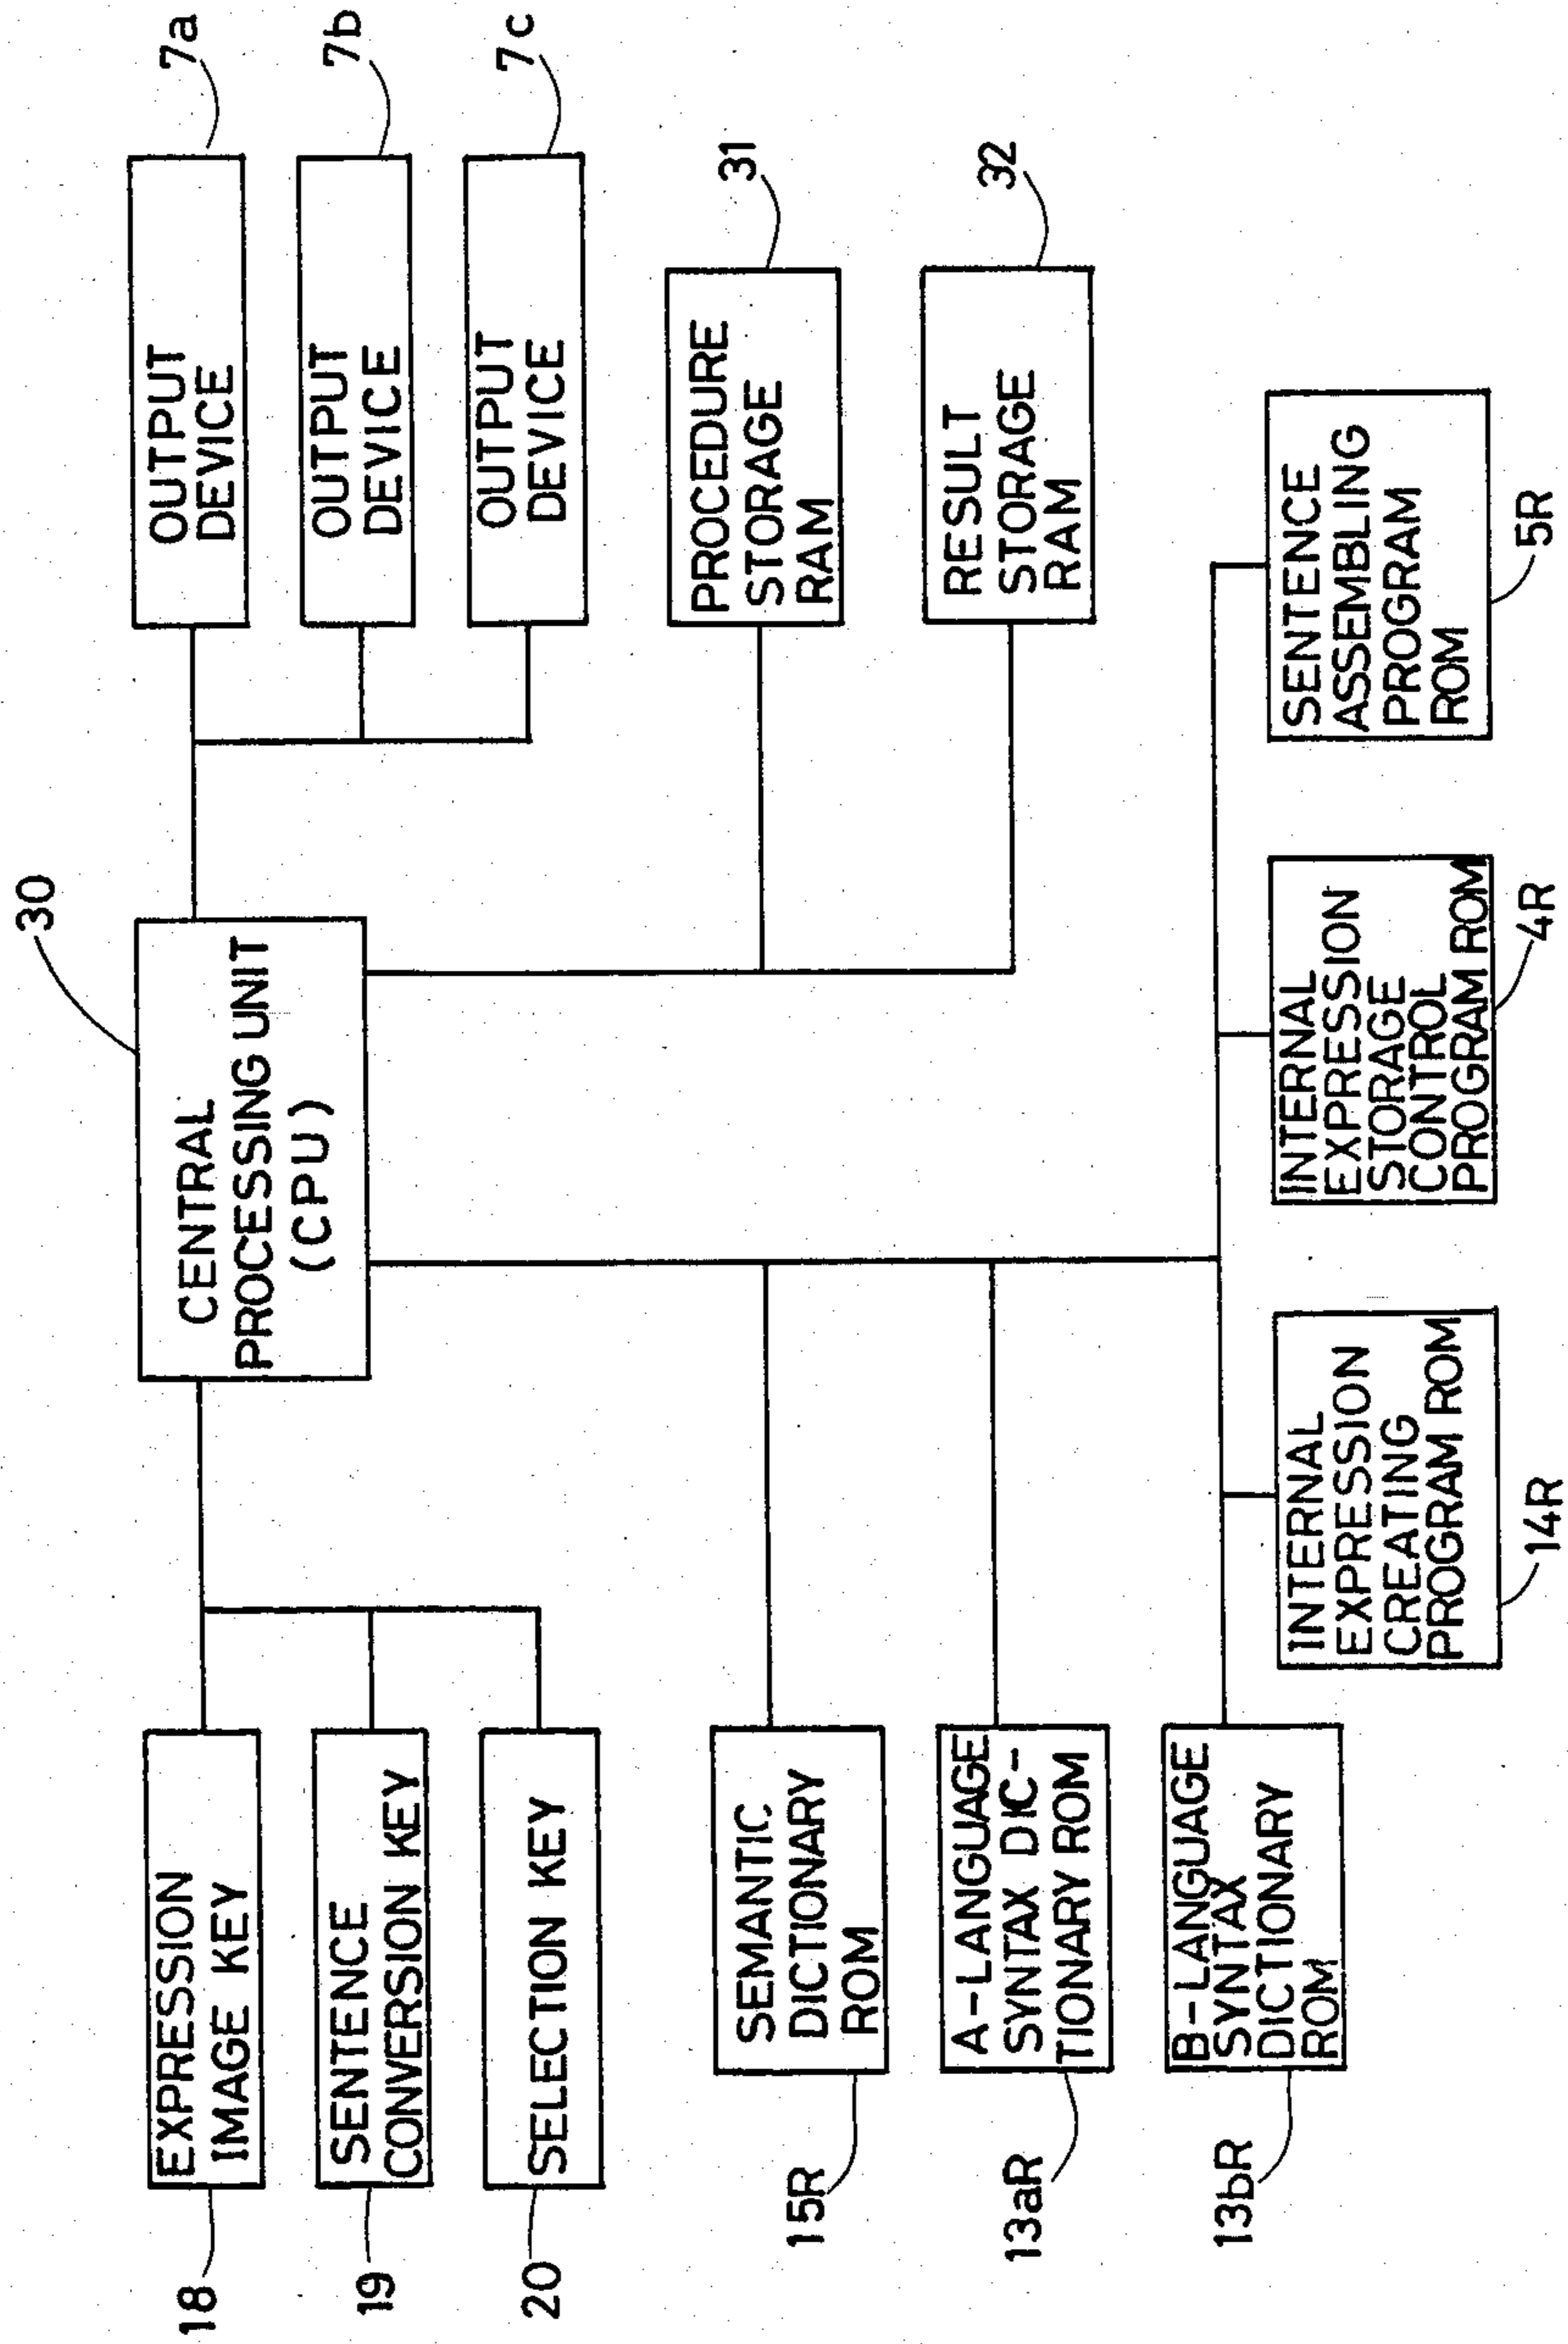 30
CENTRAL
PROCESSING UNIT
(CPU)
18
EXPRESSION
IMAGE KEY
19
SENTENCE
CONVERSION KEY
20
SELECTION KEY
OUTPUT
DEVICE
7a
OUTPUT
DEVICE
7b
OUTPUT
DEVICE
7c
15R
SEMANTIC
DICTIONARY
ROM
13aR
A-LANGUAGE
SYNTAX DIC-
TIONARY ROM
13bR
B-LANGUAGE
SYNTAX
DICTIONARY
ROM
PROCEDURE
STORAGE
RAM
31
RESULT
STORAGE
RAM
32
INTERNAL
EXPRESSION
CREATING
PROGRAM ROM
14R
INTERNAL
EXPRESSION
STORAGE
CONTROL
PROGRAM ROM
4R
SENTENCE
ASSEMBLING
PROGRAM
ROM
5R